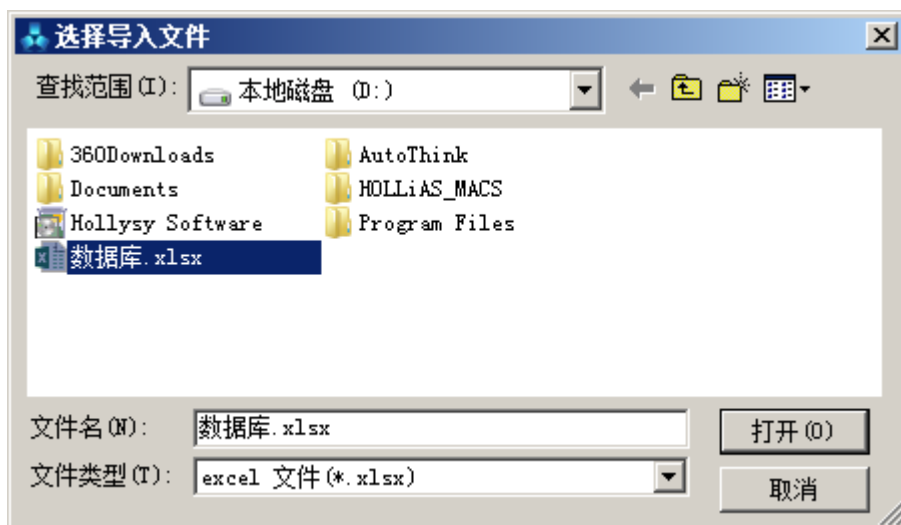 选择导入文件
查找范围(I): 本地磁盘 (D:)
360Downloads AutoThink
Documents HOLLiAS_MACS
Hollysy Software Program Files
数据库.xlsx
文件名(N): 数据库.xlsx 打开(O)
文件类型(T): excel 文件(*.xlsx) 取消